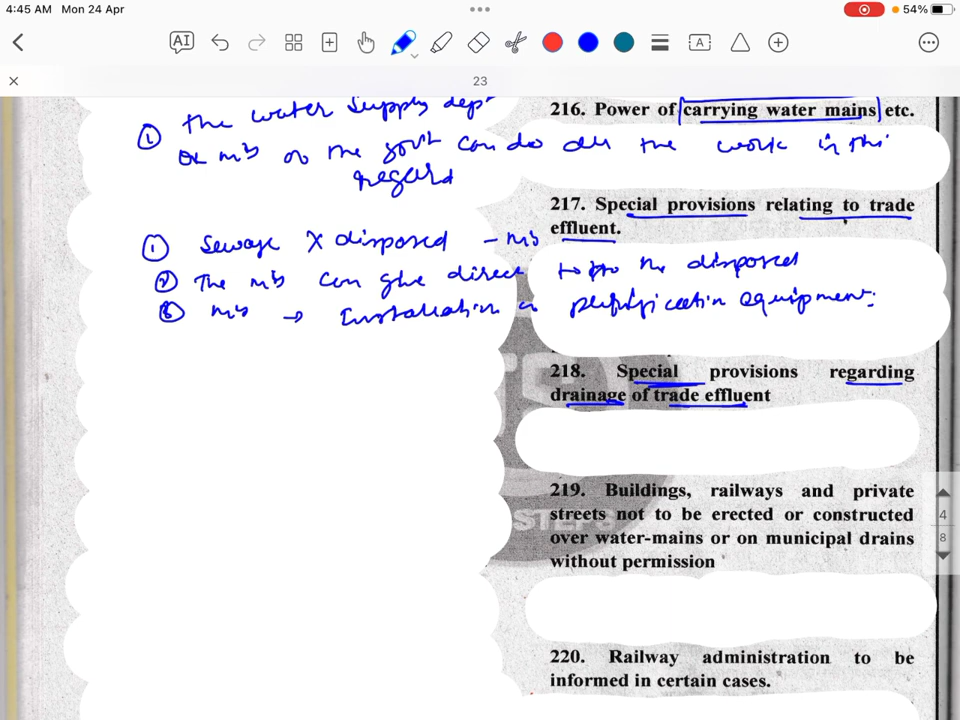 4:45 AM Mon 24 Apr
54%
AI
A
23
the water supply dept
① or mb or the govt can do all the work in this
regard
216. Power of carrying water mains etc.
217. Special provisions relating to trade
effluent.
① Sewage X disposed - mb
② The mb can give direct to the disposed
③ mb → Installation equipment.
218. Special provisions regarding
drainage of trade effluent
219. Buildings, railways and private
streets not to be erected or constructed
over water-mains or on municipal drains
without permission
STEPS
4
8
220. Railway administration to be
informed in certain cases.